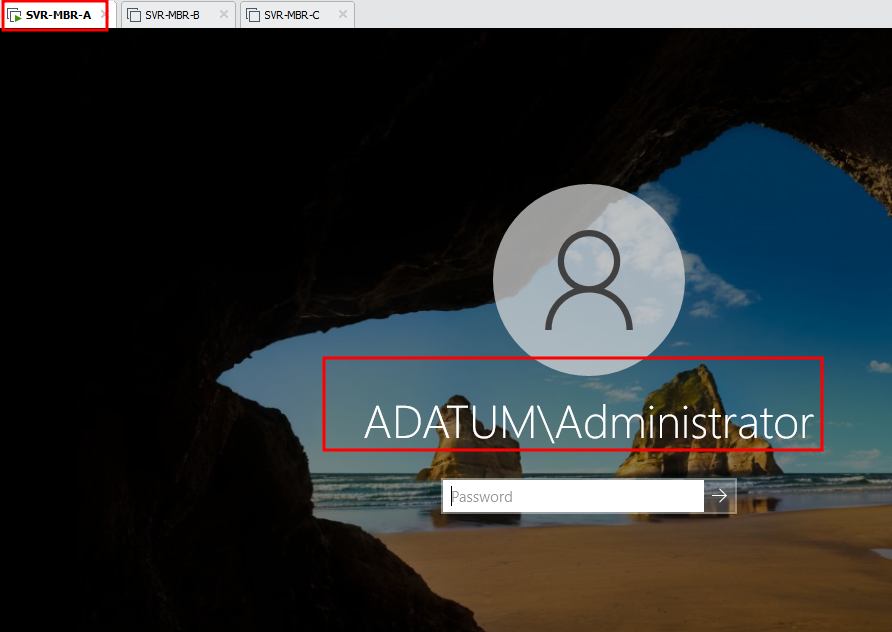 SVR-MBR-A SVR-MBR-B SVR-MBR-C
ADATUM\Administrator
Password